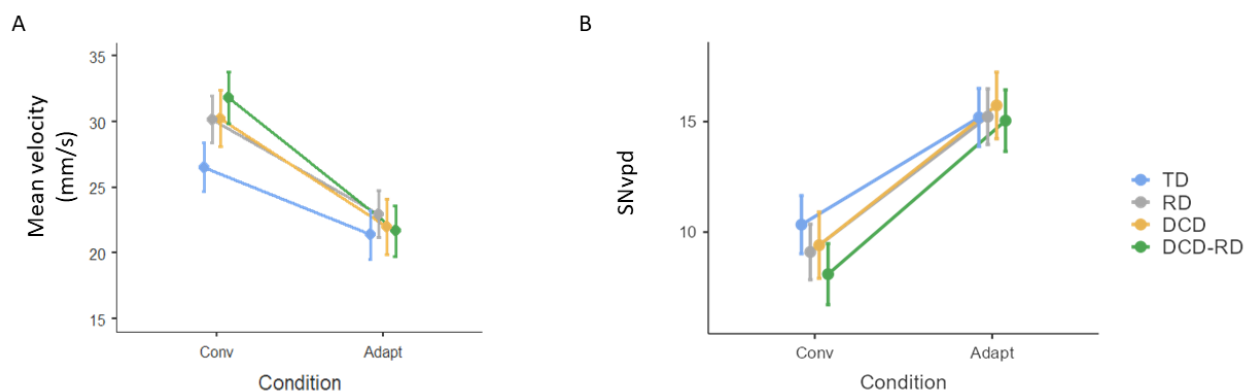 A
Mean velocity
(mm/s)
35
30
25
20
15
Conv
Adapt
Condition
B
SNvpd
15
10
Conv
Adapt
Condition
TD
RD
DCD
DCD-RD